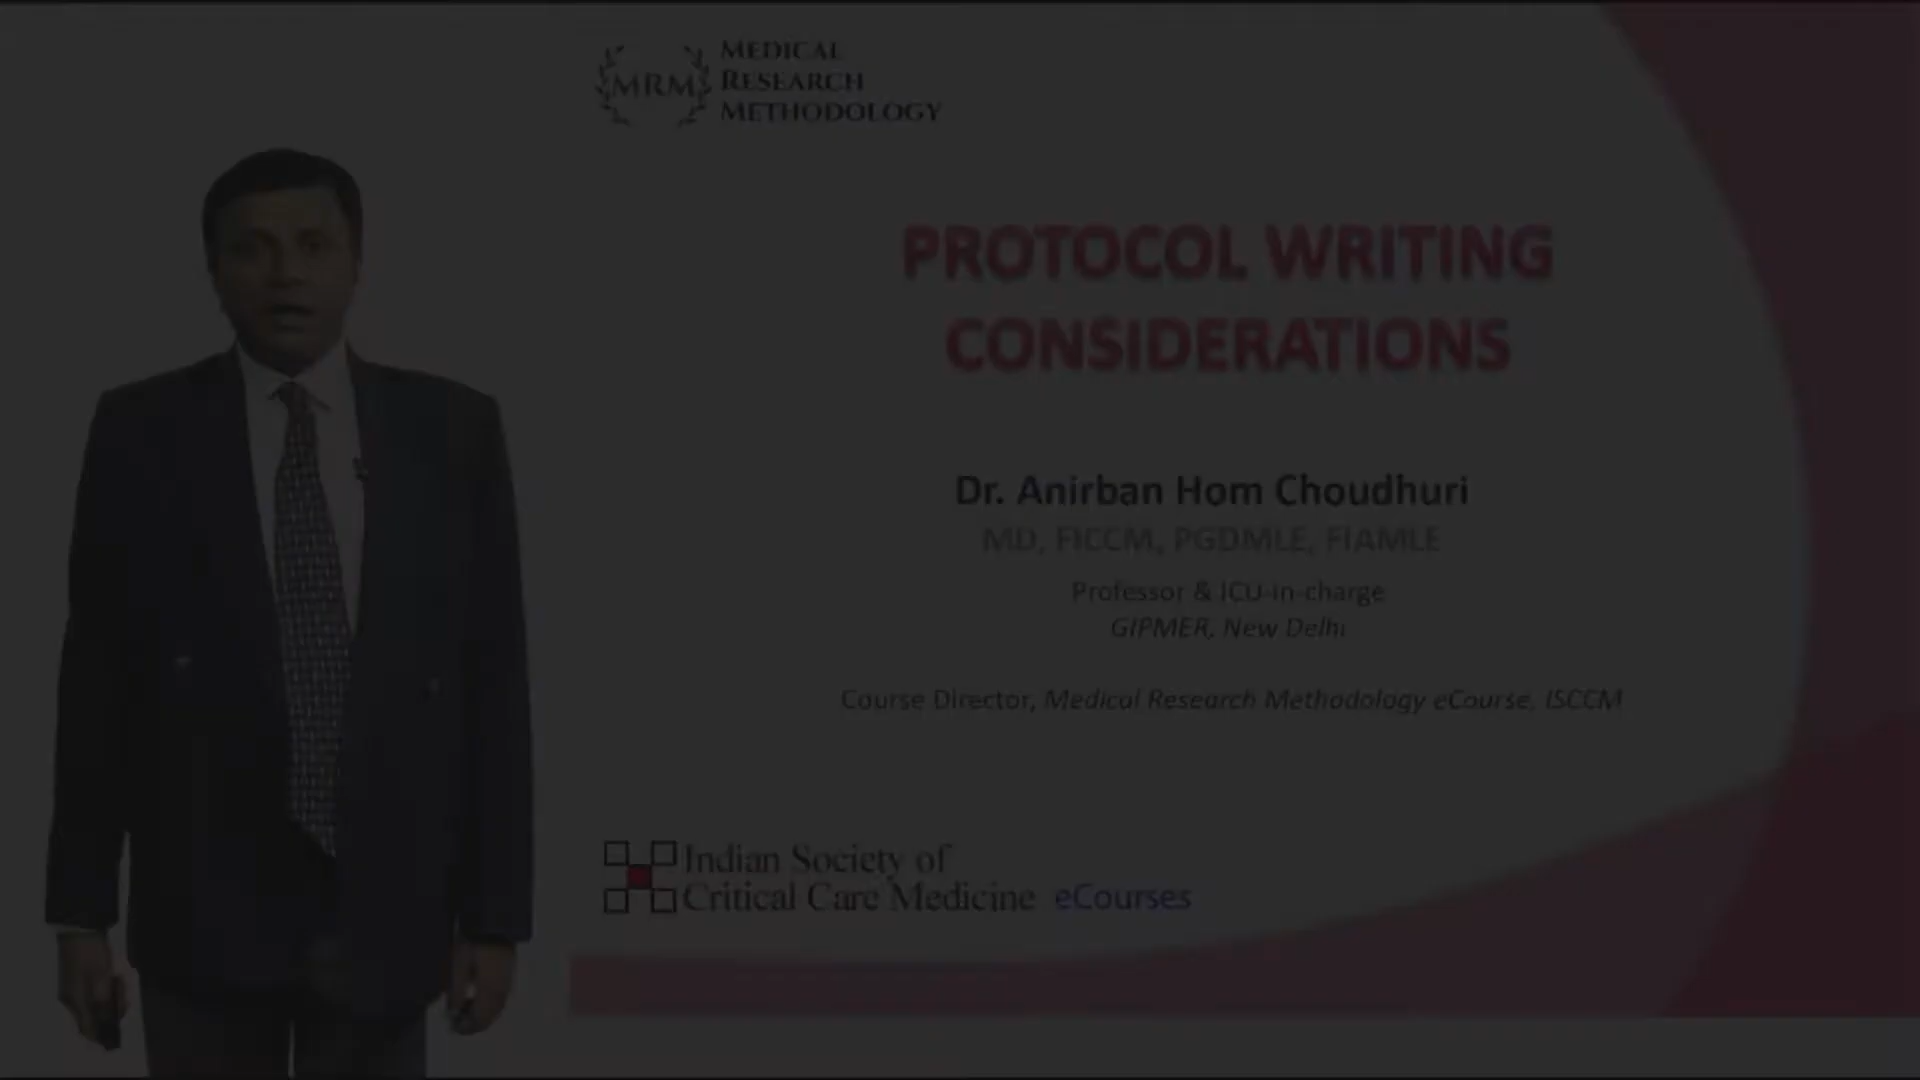 MRM
MEDICAL
RESEARCH
METHODOLOGY
PROTOCOL WRITING
CONSIDERATIONS
Dr. Anirban Hom Choudhuri
MD, FICCM, PGDMLE, FIAMLE
Professor & ICU-in-charge
GIPMER, New Delhi
Course Director, Medical Research Methodology eCourse, ISCCM
Indian Society of
Critical Care Medicine eCourses